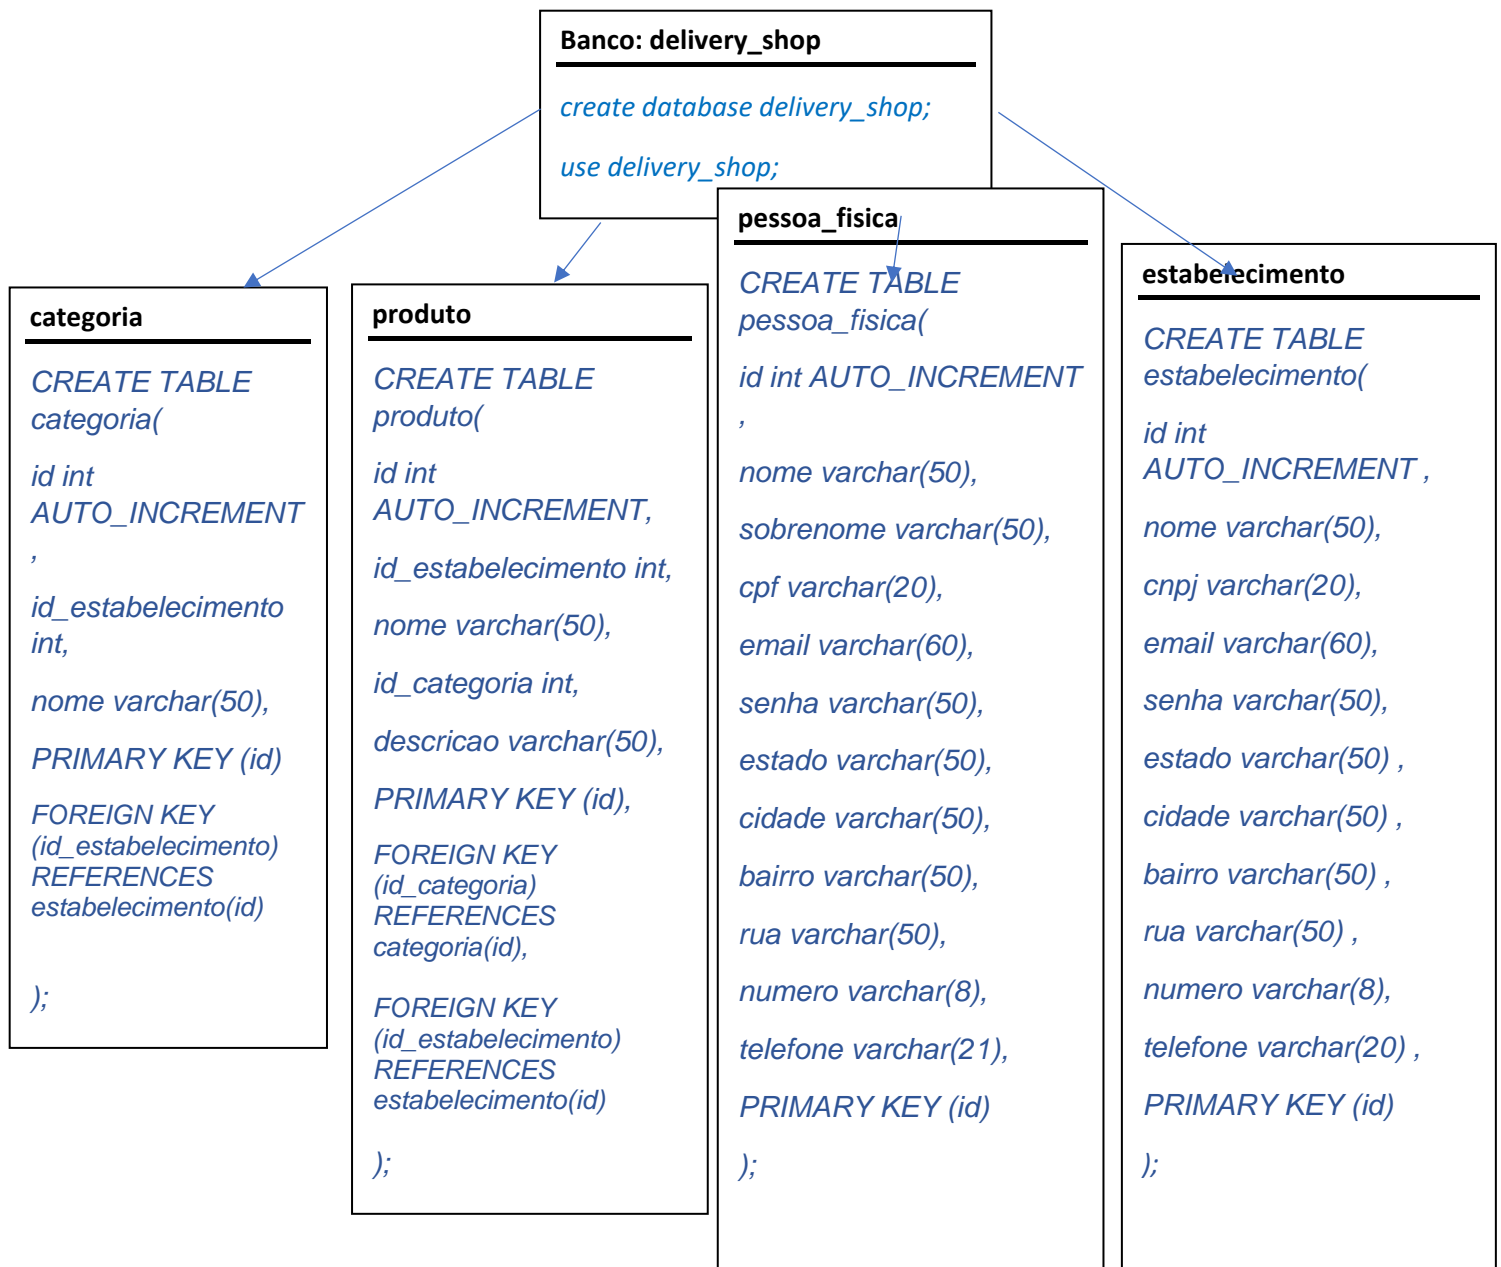 Banco: delivery_shop
create database delivery_shop;
use delivery_shop;
categoria
CREATE TABLE
categoria(
id int
AUTO_INCREMENT
,
id_estabelecimento
int,
nome varchar(50),
PRIMARY KEY (id)
FOREIGN KEY
(id_estabelecimento)
REFERENCES
estabelecimento(id)
);
produto
CREATE TABLE
produto(
id int
AUTO_INCREMENT,
id_estabelecimento int,
nome varchar(50),
id_categoria int,
descricao varchar(50),
PRIMARY KEY (id),
FOREIGN KEY
(id_categoria)
REFERENCES
categoria(id),
FOREIGN KEY
(id_estabelecimento)
REFERENCES
estabelecimento(id)
);
pessoa_fisica
CREATE TABLE
pessoa_fisica(
id int AUTO_INCREMENT
,
nome varchar(50),
sobrenome varchar(50),
cpf varchar(20),
email varchar(60),
senha varchar(50),
estado varchar(50),
cidade varchar(50),
bairro varchar(50),
rua varchar(50),
numero varchar(8),
telefone varchar(21),
PRIMARY KEY (id)
);
estabelecimento
CREATE TABLE
estabelecimento(
id int
AUTO_INCREMENT ,
nome varchar(50),
cnpj varchar(20),
email varchar(60),
senha varchar(50),
estado varchar(50) ,
cidade varchar(50) ,
bairro varchar(50) ,
rua varchar(50) ,
numero varchar(8),
telefone varchar(20) ,
PRIMARY KEY (id)
);